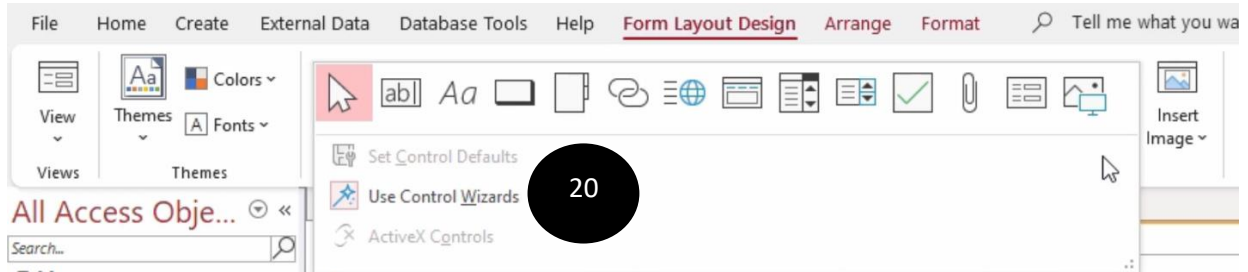 File Home Create External Data Database Tools Help Form Layout Design Arrange Format Tell me what you wa
Aa Colors
ab Aa
View Themes A Fonts
Insert
Image
Views Themes
Set Control Defaults
Use Control Wizards
20
ActiveX Controls
All Access Obje...
Search...